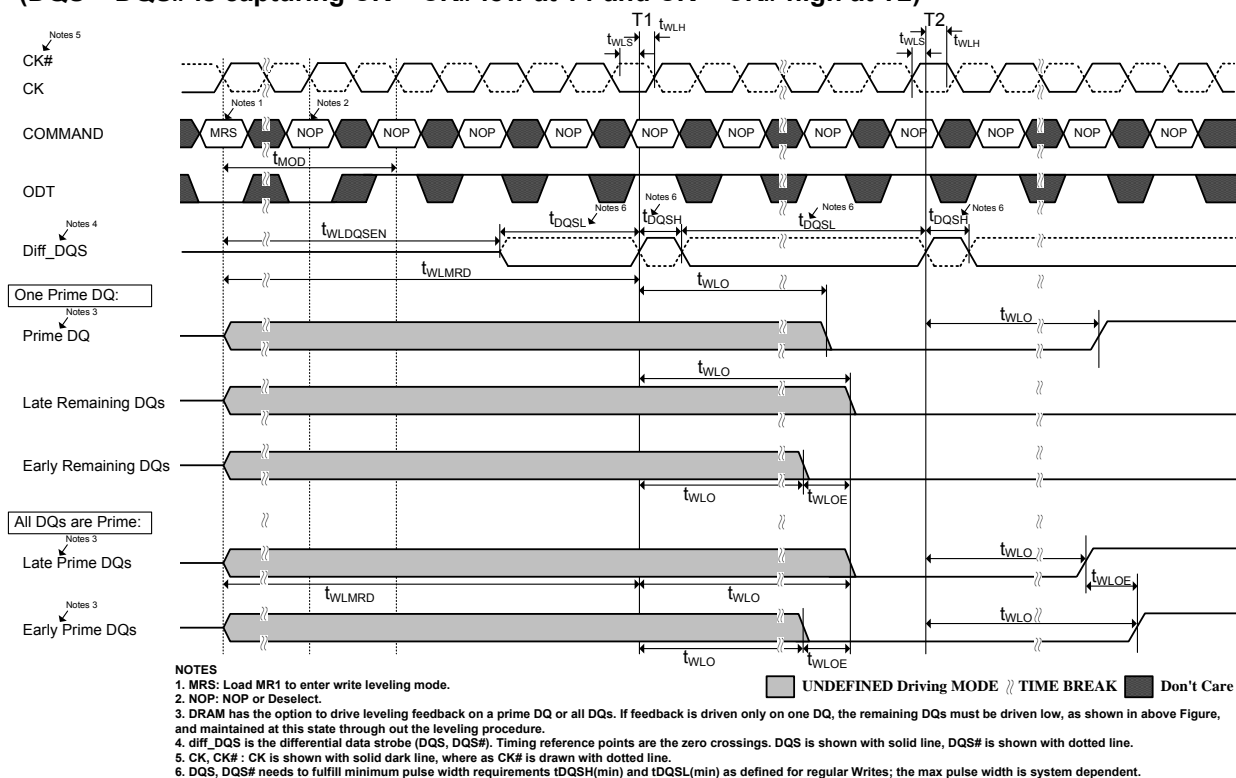 (DQS - DQS# is capturing CK - CK# low at T1 and CK - CK# high at T2)
T1
T2
Notes 5
tWLS
tWLH
tWLS
tWLH
CK#
CK
Notes 1
Notes 2
COMMAND
MRS
NOP
NOP
NOP
NOP
NOP
NOP
NOP
NOP
NOP
NOP
NOP
tMOD
ODT
Notes 6
Notes 6
Notes 6
Notes 6
tDQSL
tDQSH
tDQSL
tDQSH
Notes 4
tWLDQSEN
Diff_DQS
tWLMRD
tWLO
One Prime DQ:
Notes 3
tWLO
Prime DQ
tWLO
Late Remaining DQs
Early Remaining DQs
tWLO
tWLOE
All DQs are Prime:
Notes 3
tWLO
Late Prime DQs
tWLOE
tWLMRD
tWLO
Notes 3
tWLO
Early Prime DQs
tWLO
tWLOE
NOTES
1. MRS: Load MR1 to enter write leveling mode.
UNDEFINED Driving MODE
TIME BREAK
Don't Care
2. NOP: NOP or Deselect.
3. DRAM has the option to drive leveling feedback on a prime DQ or all DQs. If feedback is driven only on one DQ, the remaining DQs must be driven low, as shown in above Figure,
and maintained at this state through out the leveling procedure.
4. diff_DQS is the differential data strobe (DQS, DQS#). Timing reference points are the zero crossings. DQS is shown with solid line, DQS# is shown with dotted line.
5. CK, CK# : CK is shown with solid dark line, where as CK# is drawn with dotted line.
6. DQS, DQS# needs to fulfill minimum pulse width requirements tDQSH(min) and tDQSL(min) as defined for regular Writes; the max pulse width is system dependent.